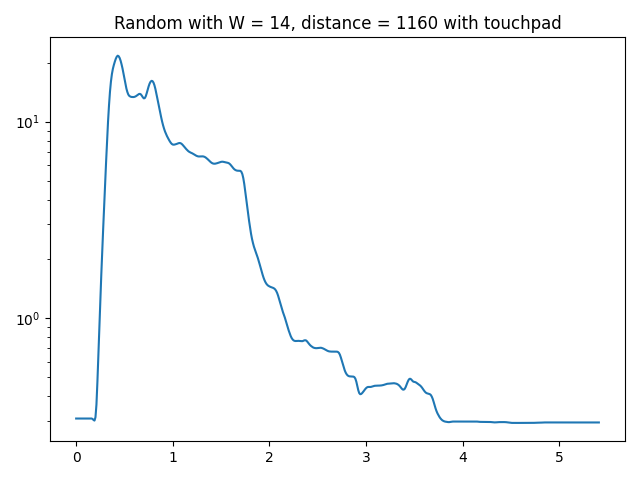 Random with W = 14, distance = 1160 with touchpad
10¹
10⁰
0 1 2 3 4 5